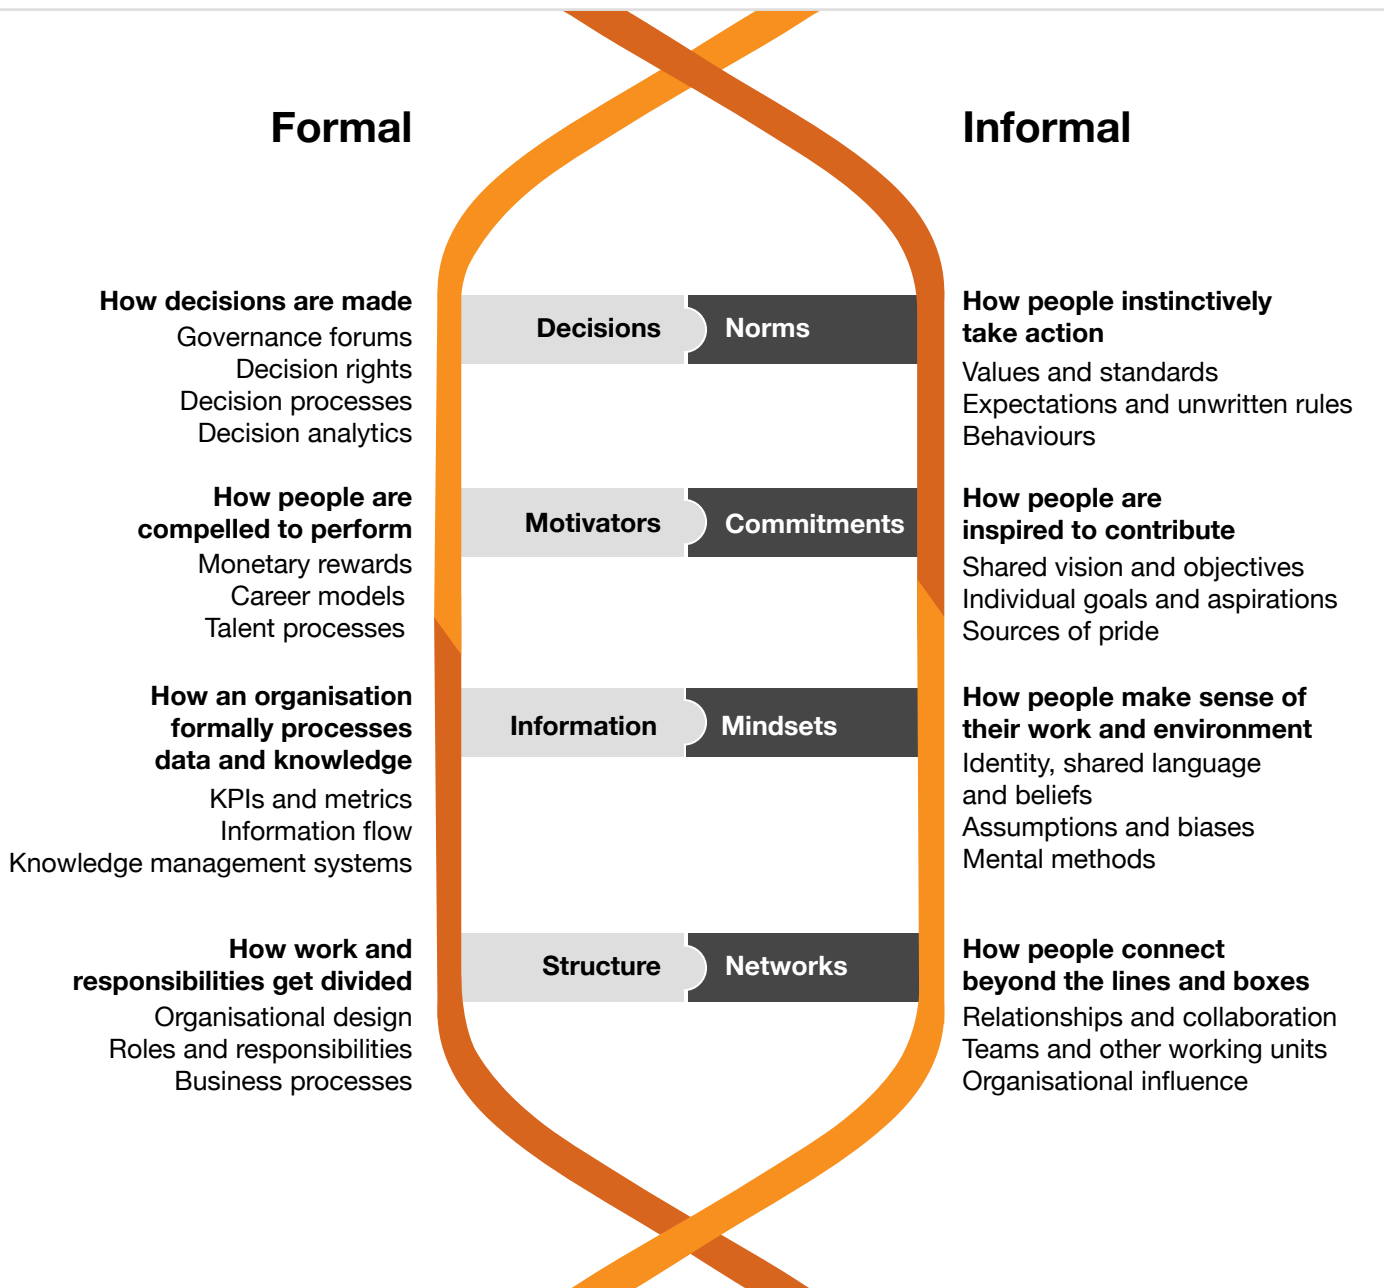 Formal
Informal
How decisions are made
Governance forums
Decision rights
Decision processes
Decision analytics
Decisions
Norms
How people instinctively
take action
Values and standards
Expectations and unwritten rules
Behaviours
How people are
compelled to perform
Monetary rewards
Career models
Talent processes
Motivators
Commitments
How people are
inspired to contribute
Shared vision and objectives
Individual goals and aspirations
Sources of pride
How an organisation
formally processes
data and knowledge
KPIs and metrics
Information flow
Knowledge management systems
Information
Mindsets
How people make sense of
their work and environment
Identity, shared language
and beliefs
Assumptions and biases
Mental methods
How work and
responsibilities get divided
Organisational design
Roles and responsibilities
Business processes
Structure
Networks
How people connect
beyond the lines and boxes
Relationships and collaboration
Teams and other working units
Organisational influence